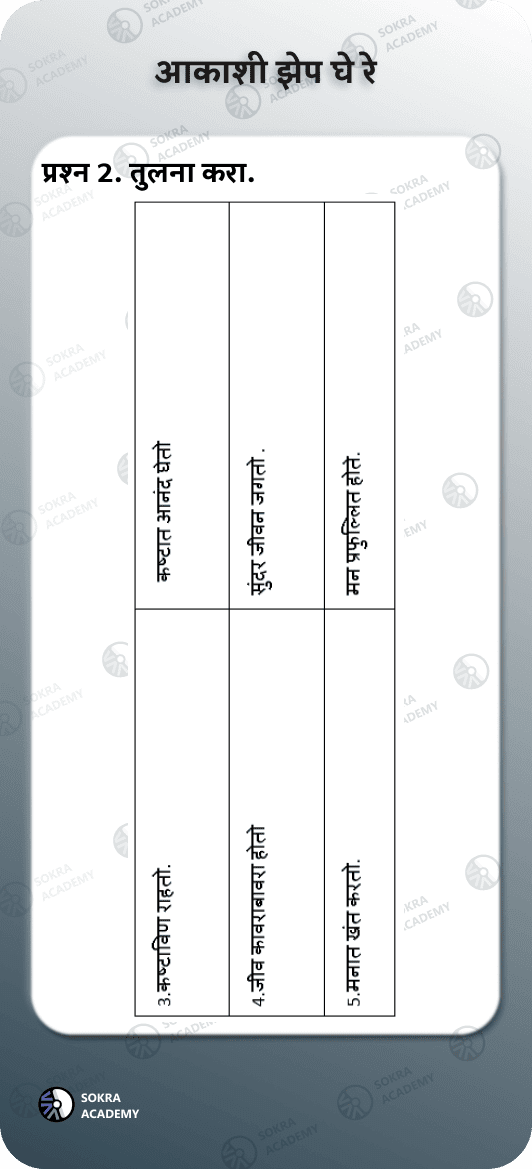 आकाशी झेप घे रे
प्रश्न 2. तुलना करा.
3.कष्टाविण राहतो. कष्टात आनंद घेतो
4.जीव कावराबावरा होतो सुंदर जीवन जगतो .
5.मनात खंत करतो. मन प्रफुल्लित होते.
SOKRA
ACADEMY